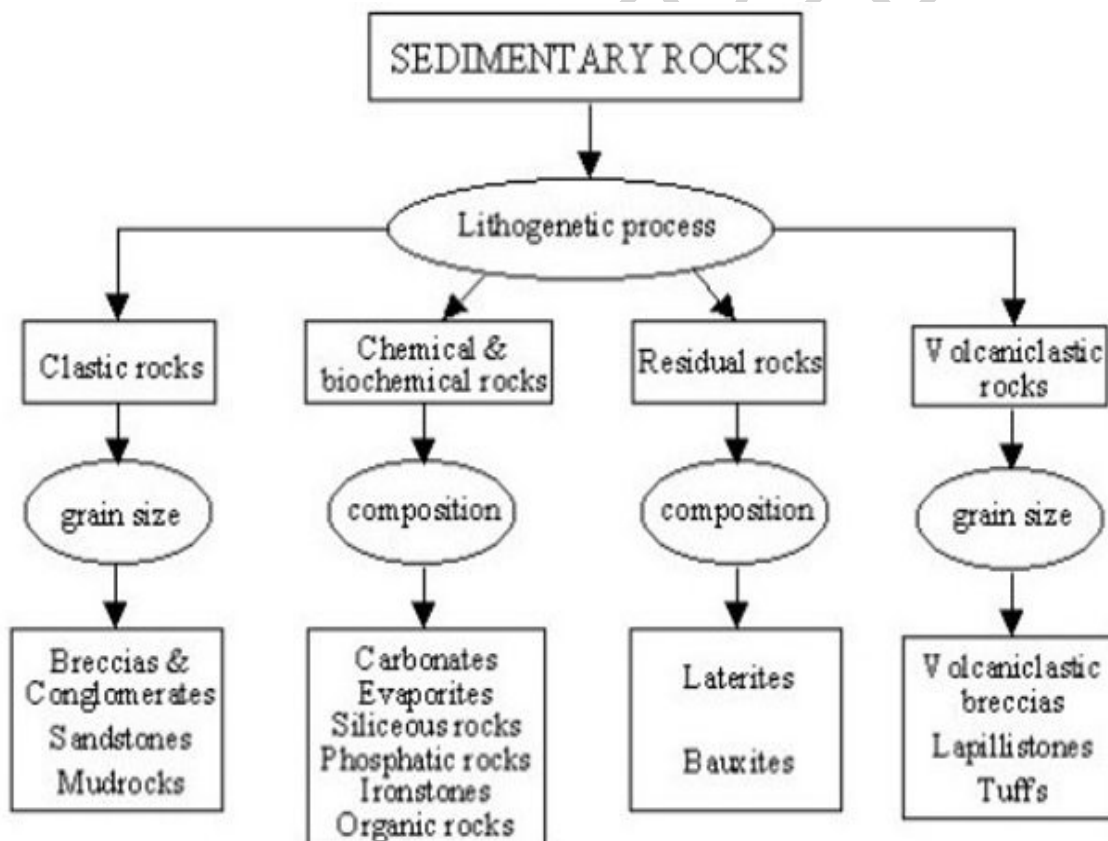 SEDIMENTARY ROCKS
Lithogenetic process
Clastic rocks
Chemical &
biochemical rocks
Residual rocks
Volcaniclastic
rocks
grain size
composition
composition
grain size
Breccias &
Conglomerates
Sandstones
Mudrocks
Carbonates
Evaporites
Siliceous rocks
Phosphatic rocks
Ironstones
Organic rocks
Laterites
Bauxites
Volcaniclastic
breccias
Lapillistones
Tuffs